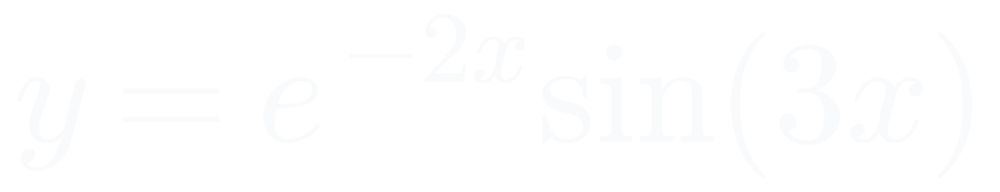 y = e^{-2x} sin(3x)